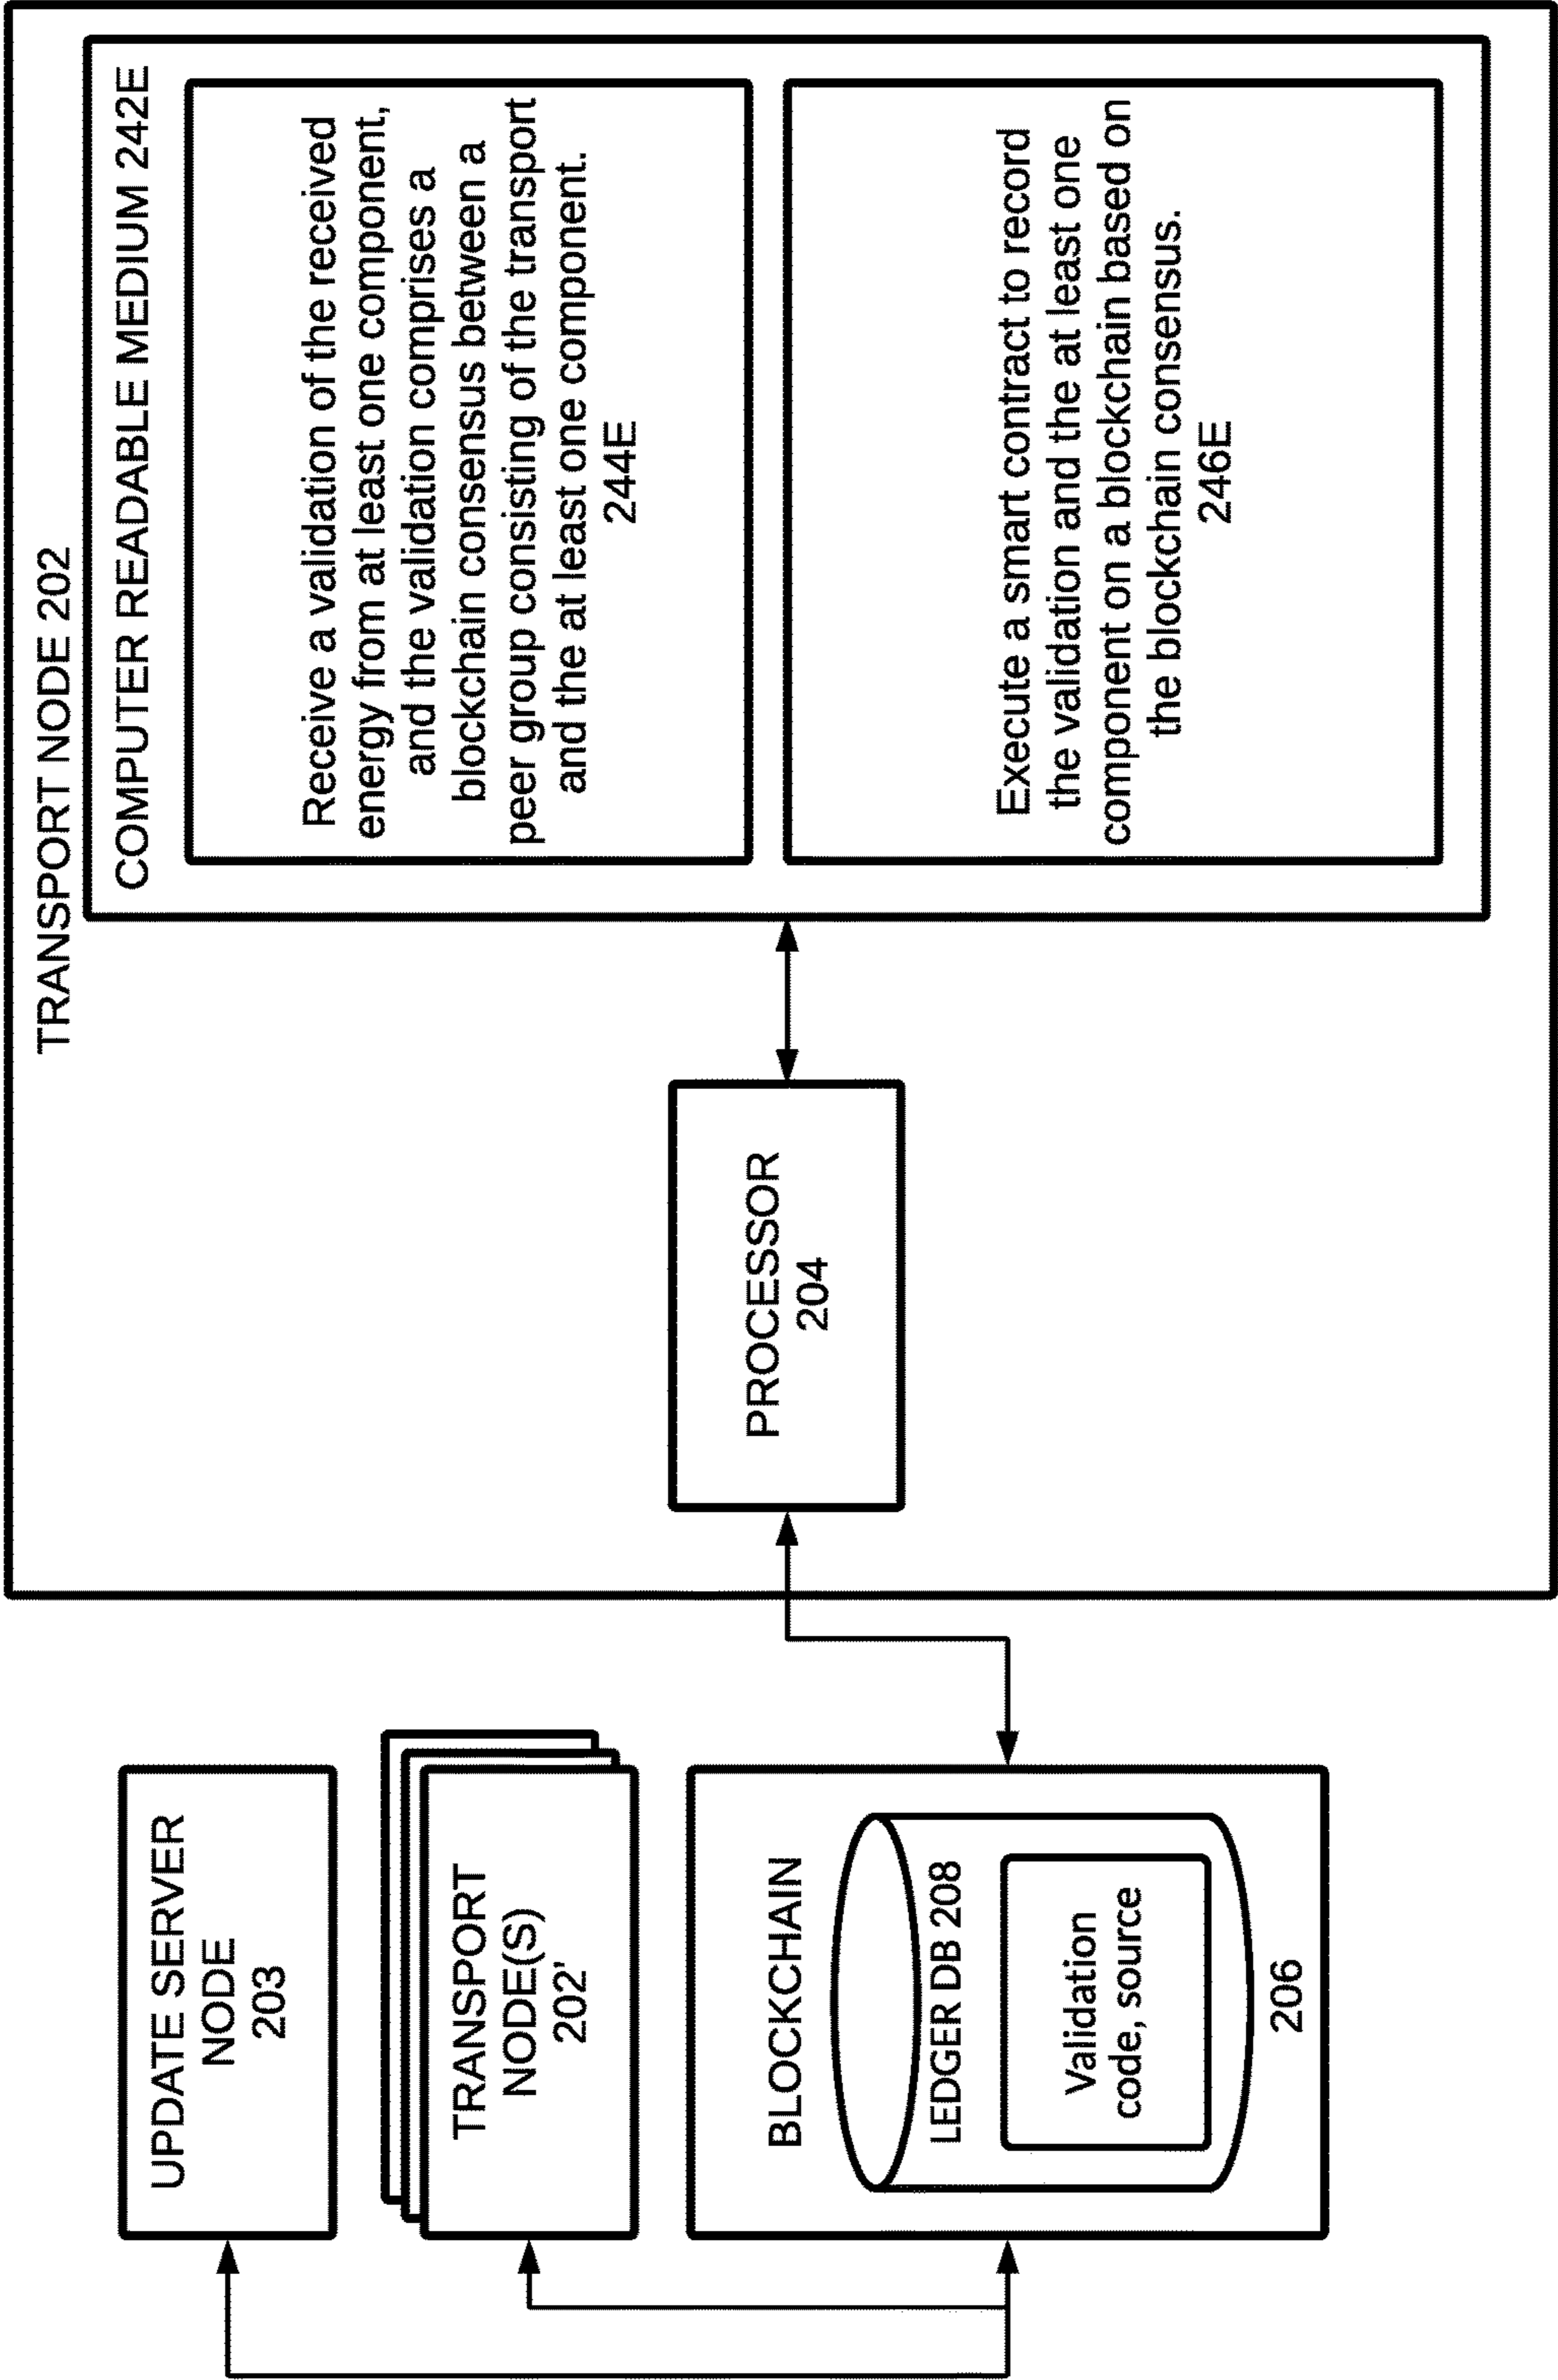 TRANSPORT NODE 202
COMPUTER READABLE MEDIUM 242E
Receive a validation of the received
energy from at least one component,
and the validation comprises a
blockchain consensus between a
peer group consisting of the transport
and the at least one component.
244E
Execute a smart contract to record
the validation and the at least one
component on a blockchain based on
the blockchain consensus.
246E
PROCESSOR
204
UPDATE SERVER
NODE
203
TRANSPORT
NODE(S)
202'
BLOCKCHAIN
LEDGER DB 208
Validation
code, source
206